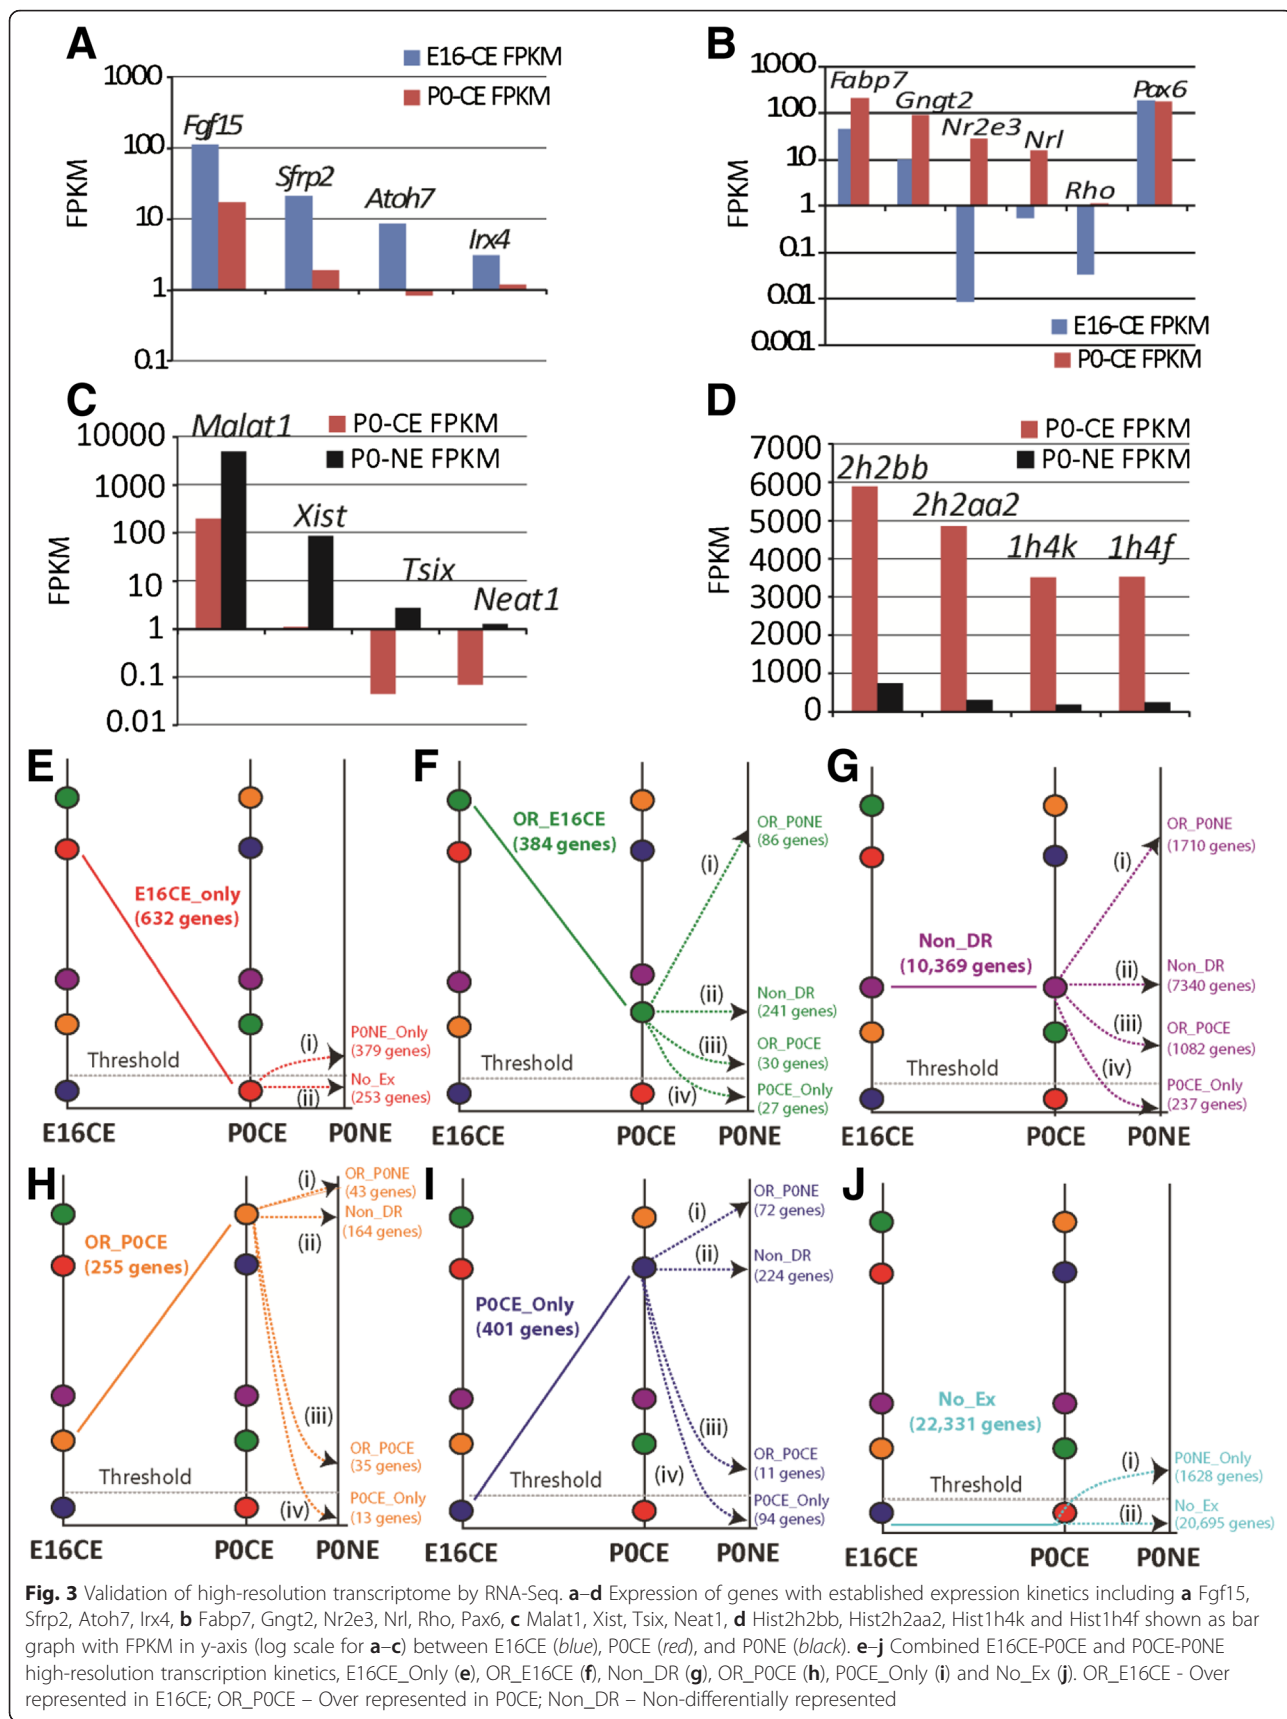 A
E16-CE FPKM
P0-CE FPKM
1000
100
10
1
0.1
FPKM
Fgf15
Sfrp2
Atoh7
Irx4
B
1000
100
10
1
0.1
0.01
0.001
FPKM
Fabp7
Gngt2
Nr2e3
Nrl
Rho
Pax6
E16-CE FPKM
P0-CE FPKM
C
P0-CE FPKM
P0-NE FPKM
10000
1000
100
10
1
0.1
0.01
FPKM
Malat1
Xist
Tsix
Neat1
D
P0-CE FPKM
P0-NE FPKM
7000
6000
5000
4000
3000
2000
1000
0
FPKM
2h2bb
2h2aa2
1h4k
1h4f
E
E16CE_only
(632 genes)
(i)
P0NE_Only
(379 genes)
Threshold
No_Ex
(253 genes)
(ii)
E16CE P0CE P0NE
F
OR_E16CE
(384 genes)
OR_P0NE
(86 genes)
(i)
(ii)
Non_DR
(241 genes)
(iii)
OR_P0CE
(30 genes)
Threshold
(iv)
P0CE_Only
(27 genes)
E16CE P0CE P0NE
G
OR_P0NE
(1710 genes)
(i)
Non_DR
(10,369 genes)
(ii)
Non_DR
(7340 genes)
(iii)
OR_P0CE
(1082 genes)
Threshold
(iv)
P0CE_Only
(237 genes)
E16CE P0CE P0NE
H
(i)
OR_P0NE
(43 genes)
Non_DR
(164 genes)
(ii)
OR_P0CE
(255 genes)
(iii)
OR_P0CE
(35 genes)
Threshold
(iv)
P0CE_Only
(13 genes)
E16CE P0CE P0NE
I
OR_P0NE
(72 genes)
(i)
(ii)
Non_DR
(224 genes)
P0CE_Only
(401 genes)
(iii)
OR_P0CE
(11 genes)
Threshold
(iv)
P0CE_Only
(94 genes)
E16CE P0CE P0NE
J
No_Ex
(22,331 genes)
(i)
P0NE_Only
(1628 genes)
Threshold
(ii)
No_Ex
(20,695 genes)
E16CE P0CE P0NE
Fig. 3 Validation of high-resolution transcriptome by RNA-Seq. a–d Expression of genes with established expression kinetics including a Fgf15,
Sfrp2, Atoh7, Irx4, b Fabp7, Gngt2, Nr2e3, Nrl, Rho, Pax6, c Malat1, Xist, Tsix, Neat1, d Hist2h2bb, Hist2h2aa2, Hist1h4k and Hist1h4f shown as bar
graph with FPKM in y-axis (log scale for a–c) between E16CE (blue), P0CE (red), and P0NE (black). e–j Combined E16CE-P0CE and P0CE-P0NE
high-resolution transcription kinetics, E16CE_Only (e), OR_E16CE (f), Non_DR (g), OR_P0CE (h), P0CE_Only (i) and No_Ex (j). OR_E16CE - Over
represented in E16CE; OR_P0CE – Over represented in P0CE; Non_DR – Non-differentially represented